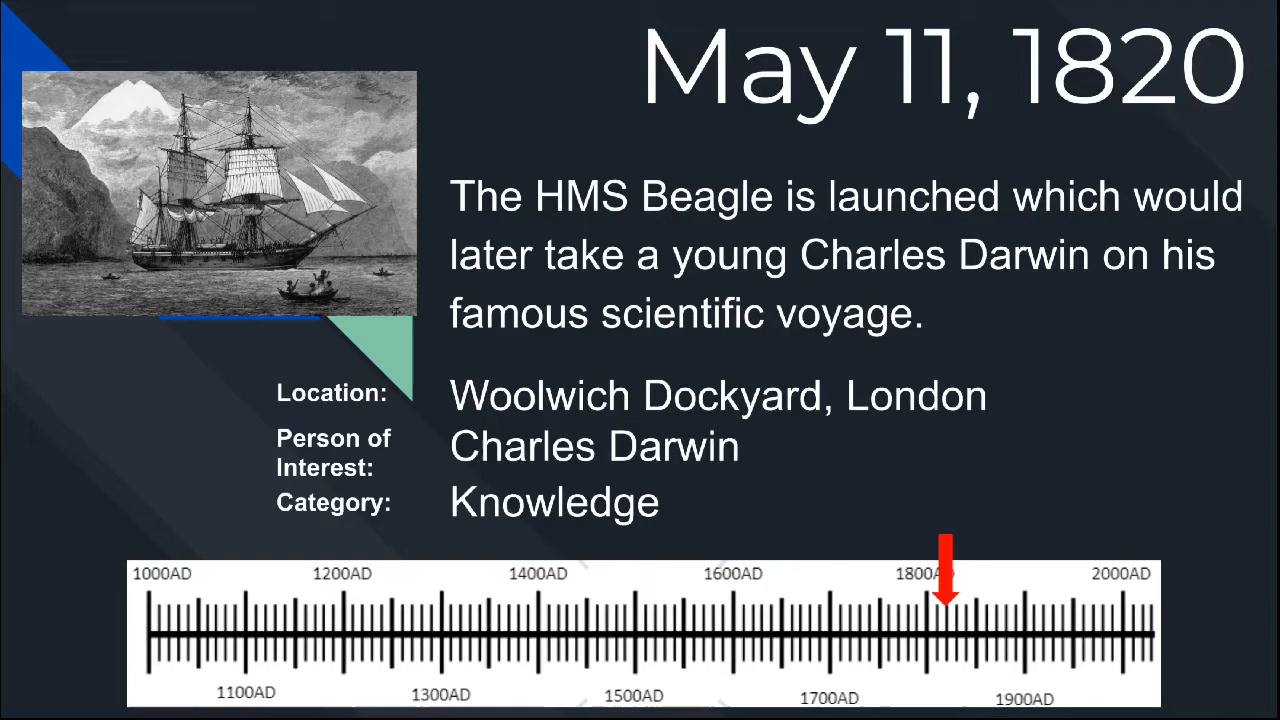 May 11, 1820
The HMS Beagle is launched which would
later take a young Charles Darwin on his
famous scientific voyage.
Location: Woolwich Dockyard, London
Person of
Interest: Charles Darwin
Category: Knowledge
1000AD 1200AD 1400AD 1600AD 1800AD 2000AD
1100AD 1300AD 1500AD 1700AD 1900AD